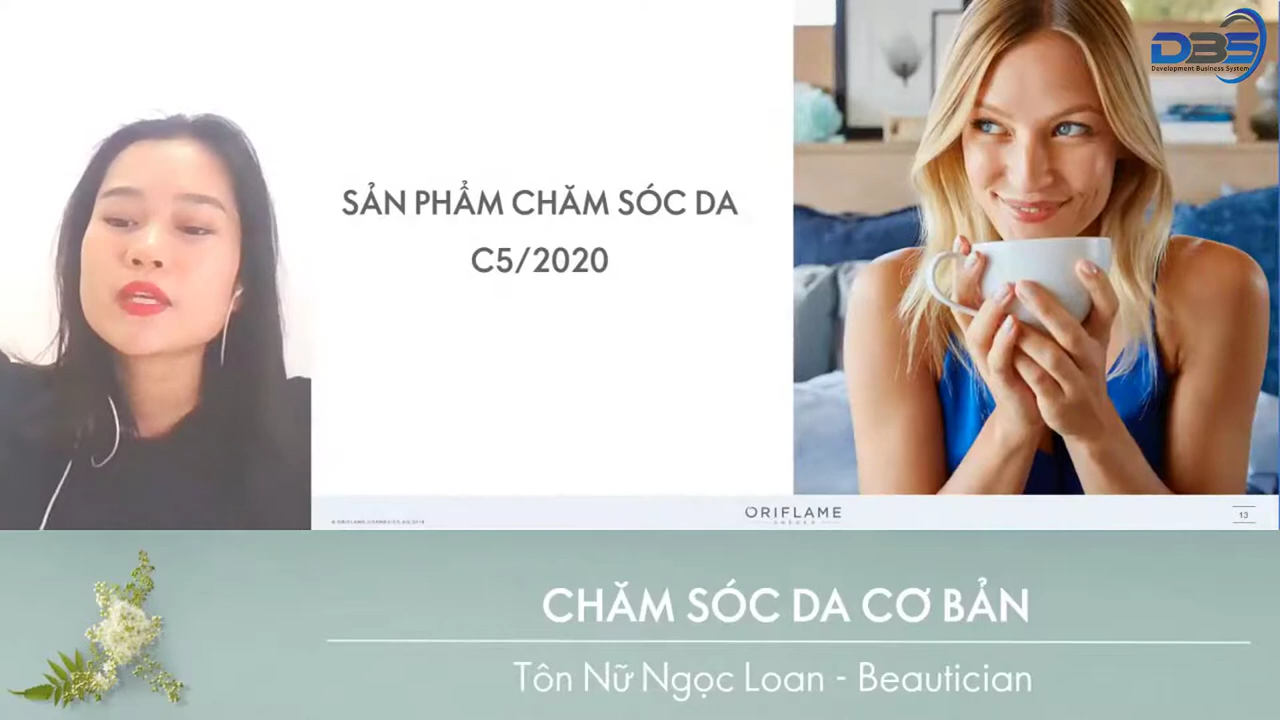 DBS
Development Business System
SẢN PHẨM CHĂM SÓC DA
C5/2020
ORIFLAME
SWEDEN
13
CHĂM SÓC DA CƠ BẢN
Tôn Nữ Ngọc Loan - Beautician